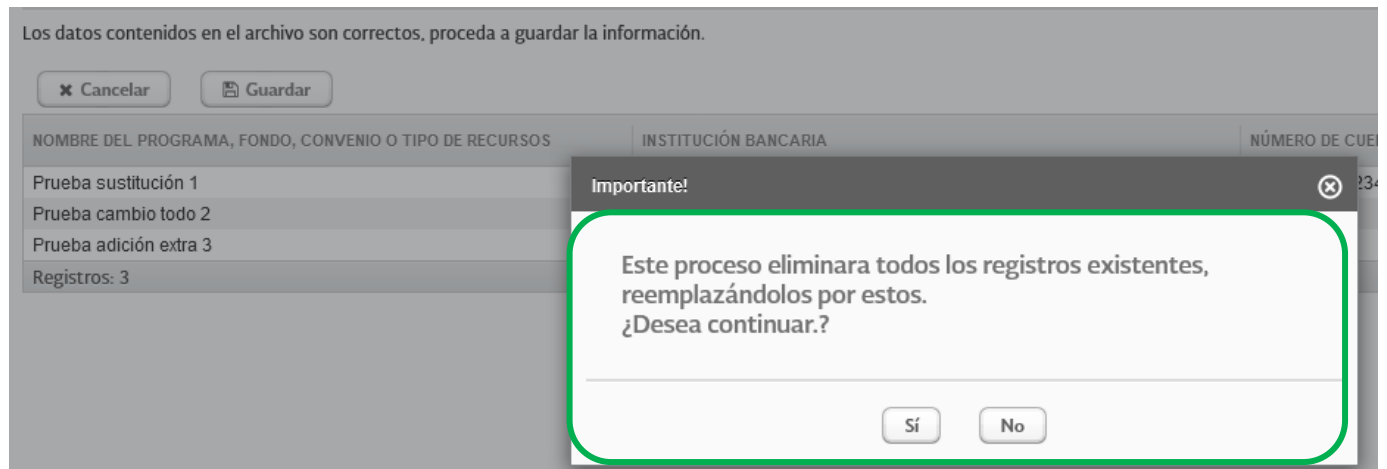 Los datos contenidos en el archivo son correctos, proceda a guardar la información.
Cancelar Guardar
NOMBRE DEL PROGRAMA, FONDO, CONVENIO O TIPO DE RECURSOS INSTITUCIÓN BANCARIA NÚMERO DE
Prueba sustitución 1
Prueba cambio todo 2
Prueba adición extra 3
Registros: 3
Importante!
Este proceso eliminara todos los registros existentes,
reemplazándolos por estos.
¿Desea continuar.?
Sí No